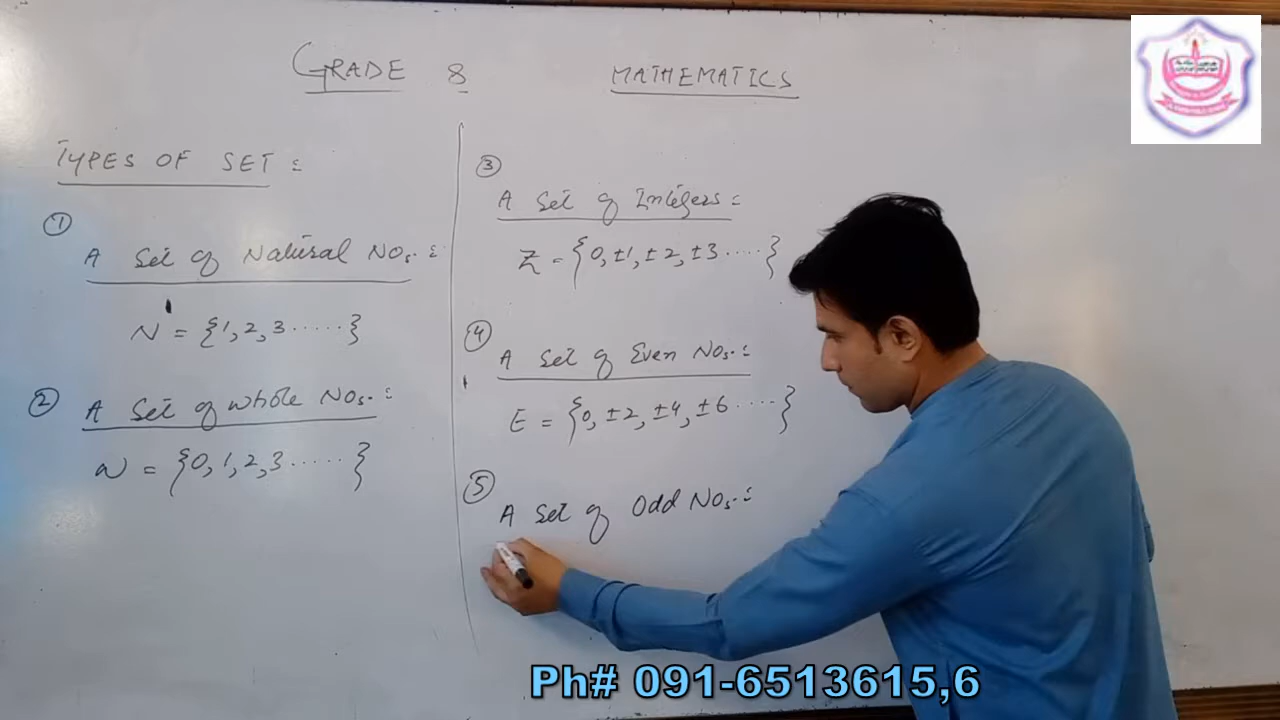 GRADE 8 MATHEMATICS
TYPES OF SET :
①
A Set of Natural NOs. :
N = {1, 2, 3 ......}
② A Set of whole NOs. :
W = {0, 1, 2, 3 ......}
③
A Set of Integers :
Z = {0, ±1, ±2, ±3 .....}
④
A Set of Even NOs. :
E = {0, ±2, ±4, ±6 .....}
⑤
A Set of Odd NOs. :
Ph# 091-6513615,6